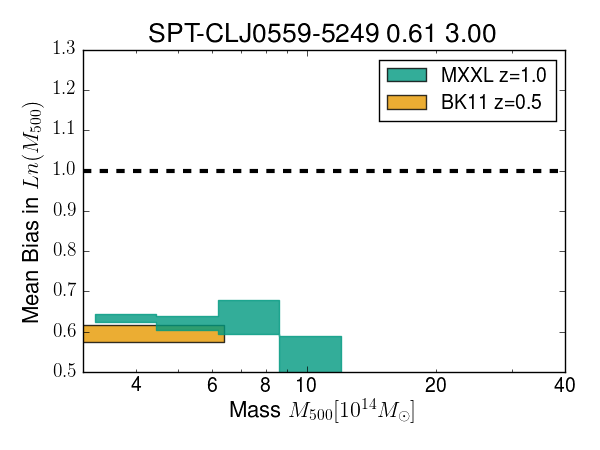 SPT-CLJ0559-5249 0.61 3.00
MXXL z=1.0
BK11 z=0.5
Mean Bias in Ln(M₅₀₀)
1.3
1.2
1.1
1.0
0.9
0.8
0.7
0.6
0.5
4 6 8 10 20 40
Mass M₅₀₀[10¹⁴M☉]